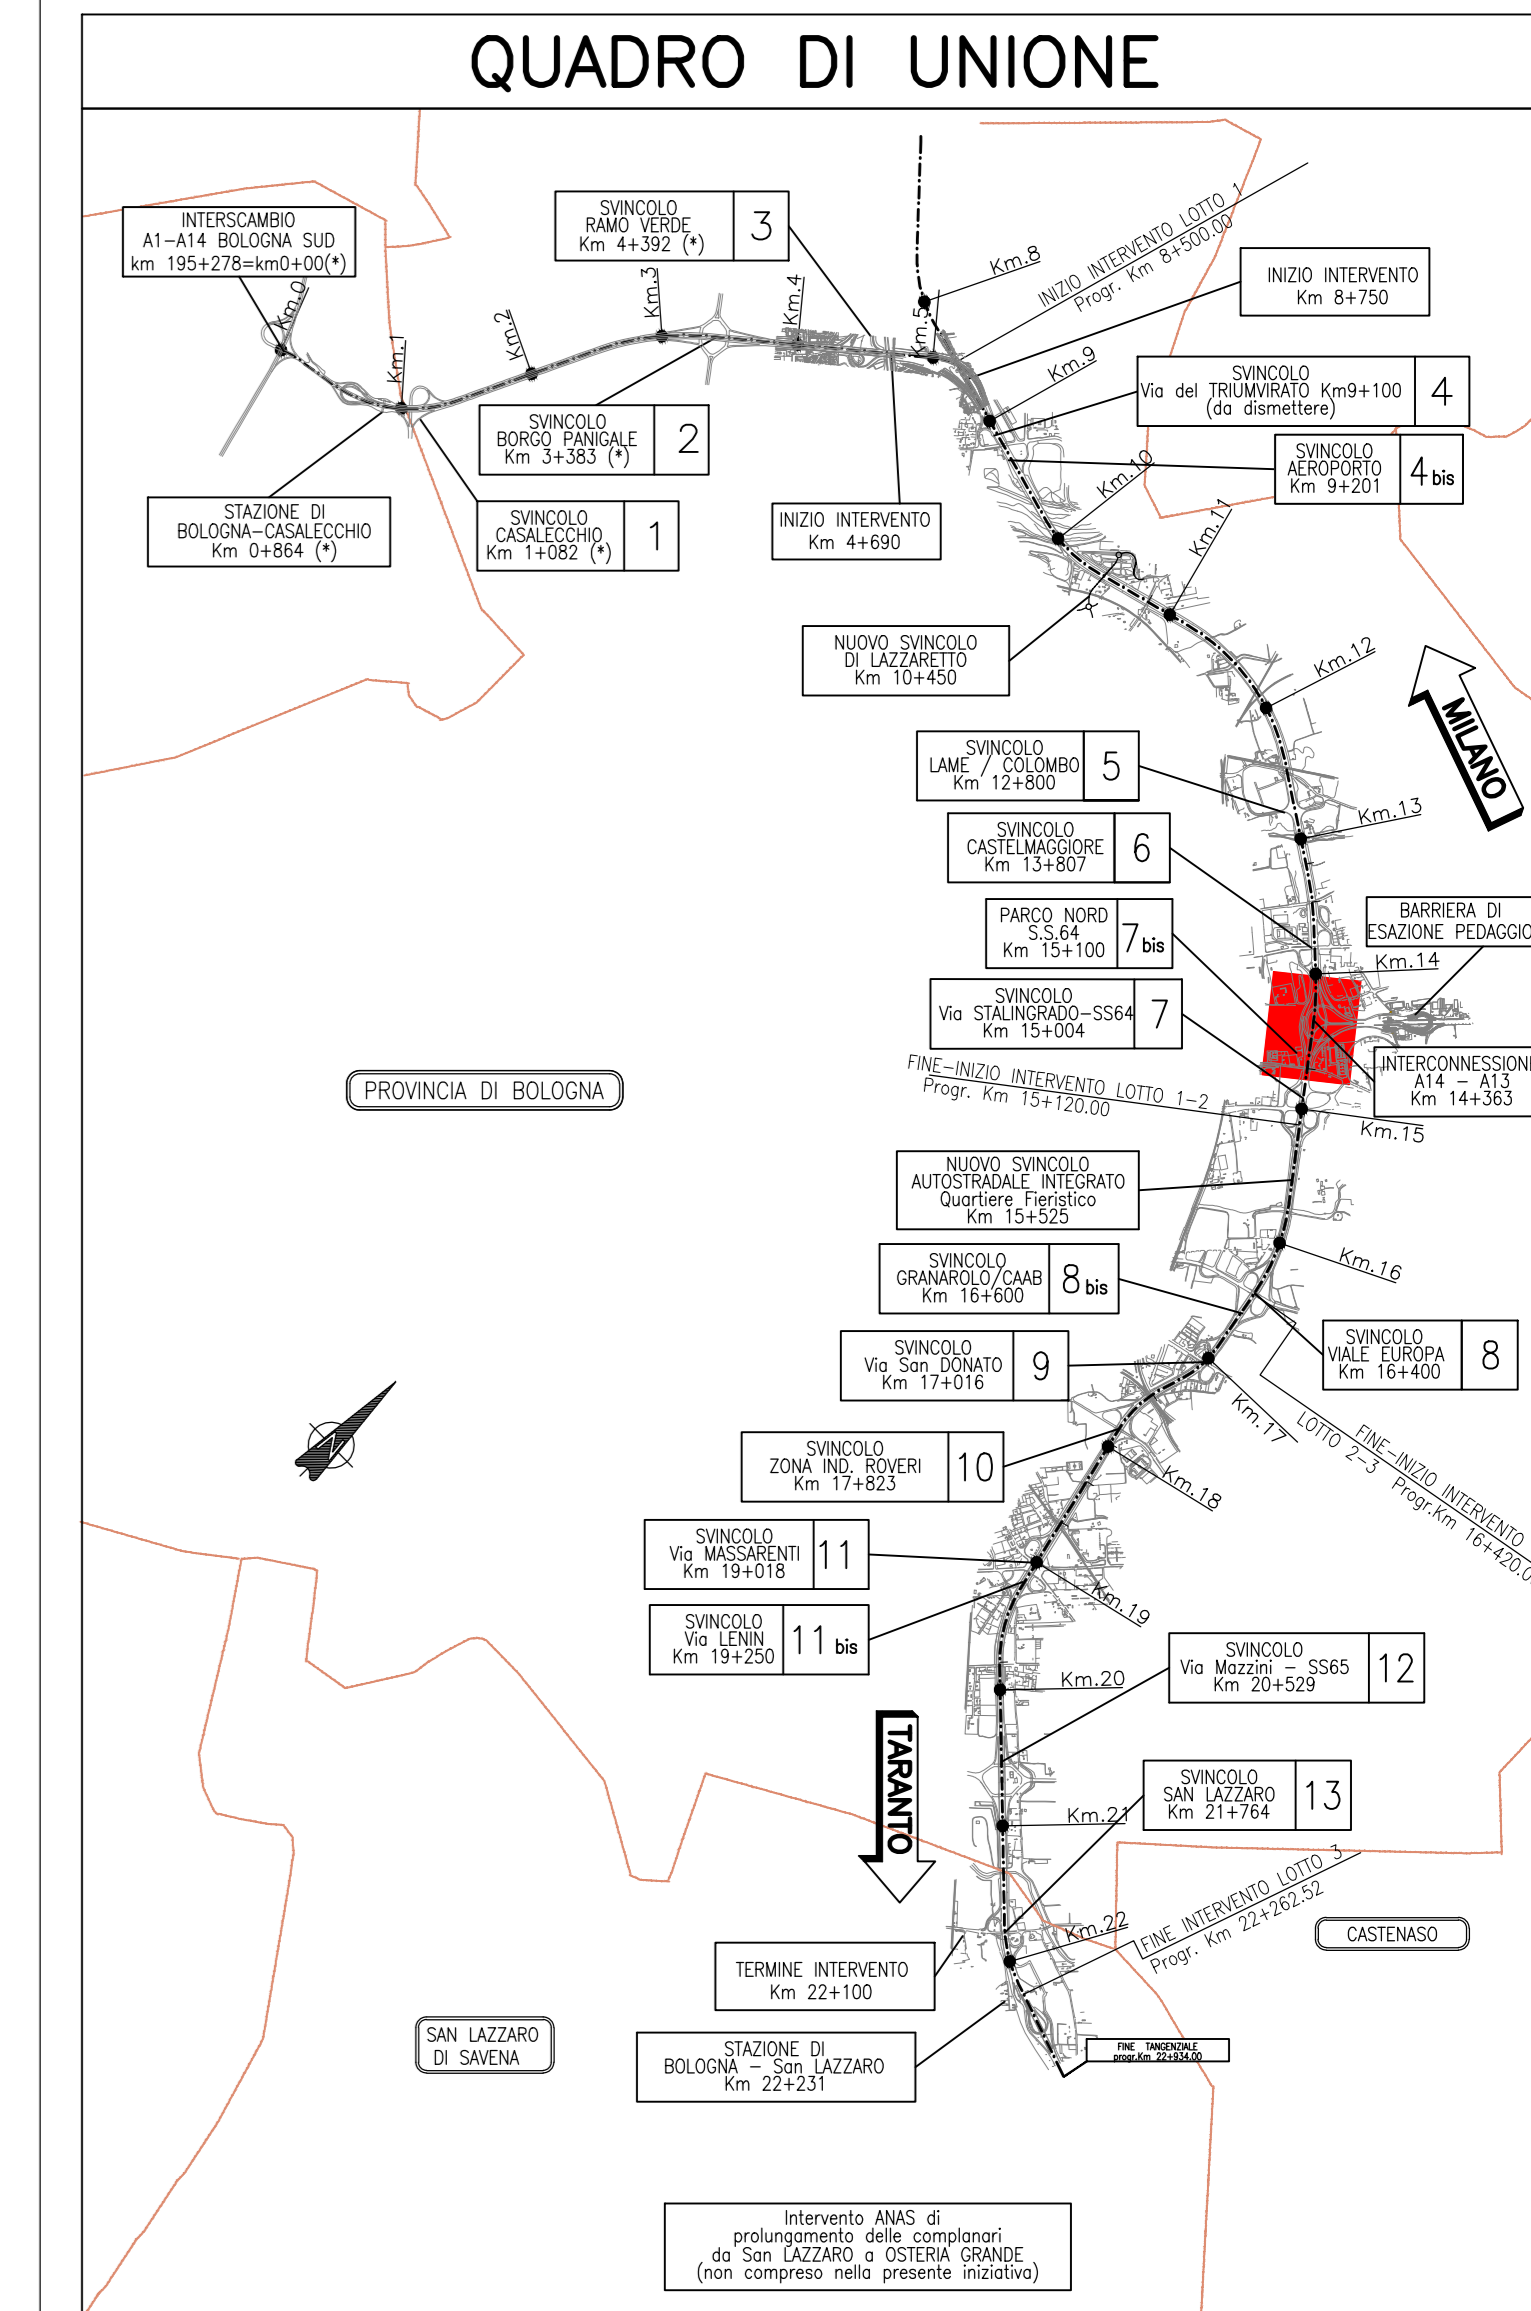 QUADRO DI UNIONE
INTERSCAMBIO
A1-A14 BOLOGNA SUD
km 195+278=km0+00(*)
SVINCOLO
RAMO VERDE
Km 4+392 (*)
3
INIZIO INTERVENTO LOTTO 1
Progr. Km 8+500.00
INIZIO INTERVENTO
Km 8+750
Km.0
Km.1
Km.2
Km.3
Km.4
Km.5
Km.8
Km.9
SVINCOLO
Via del TRIUMVIRATO Km9+100
(da dismettere)
4
SVINCOLO
BORGO PANIGALE
Km 3+383 (*)
2
SVINCOLO
AEROPORTO
Km 9+201
4 bis
STAZIONE DI
BOLOGNA-CASALECCHIO
Km 0+864 (*)
SVINCOLO
CASALECCHIO
Km 1+082 (*)
1
INIZIO INTERVENTO
Km 4+690
Km.10
Km.11
NUOVO SVINCOLO
DI LAZZARETTO
Km 10+450
Km.12
MILANO
SVINCOLO
LAME / COLOMBO
Km 12+800
5
Km.13
SVINCOLO
CASTELMAGGIORE
Km 13+807
6
PARCO NORD
S.S.64
Km 15+100
7 bis
BARRIERA DI
ESAZIONE PEDAGGIO
Km.14
SVINCOLO
Via STALINGRADO-SS64
Km 15+004
7
INTERCONNESSIONE
A14 - A13
Km 14+363
FINE-INIZIO INTERVENTO LOTTO 1-2
Progr. Km 15+120.00
Km.15
PROVINCIA DI BOLOGNA
NUOVO SVINCOLO
AUTOSTRADALE INTEGRATO
Quartiere Fieristico
Km 15+525
Km.16
SVINCOLO
GRANAROLO/CAAB
Km 16+600
8 bis
SVINCOLO
VIALE EUROPA
Km 16+400
8
SVINCOLO
Via San DONATO
Km 17+016
9
Km.17
FINE-INIZIO INTERVENTO
LOTTO 2-3 Progr.Km 16+420.0
SVINCOLO
ZONA IND. ROVERI
Km 17+823
10
Km.18
SVINCOLO
Via MASSARENTI
Km 19+018
11
Km.19
SVINCOLO
Via LENIN
Km 19+250
11 bis
SVINCOLO
Via Mazzini - SS65
Km 20+529
12
Km.20
TARANTO
SVINCOLO
SAN LAZZARO
Km 21+764
13
Km.21
FINE INTERVENTO LOTTO 3
Progr. Km 22+262.52
Km.22
CASTENASO
TERMINE INTERVENTO
Km 22+100
SAN LAZZARO
DI SAVENA
STAZIONE DI
BOLOGNA - San LAZZARO
Km 22+231
FINE TANGENZIALE
progr.Km 22+934.00
Intervento ANAS di
prolungamento delle complanari
da San LAZZARO a OSTERIA GRANDE
(non compreso nella presente iniziativa)